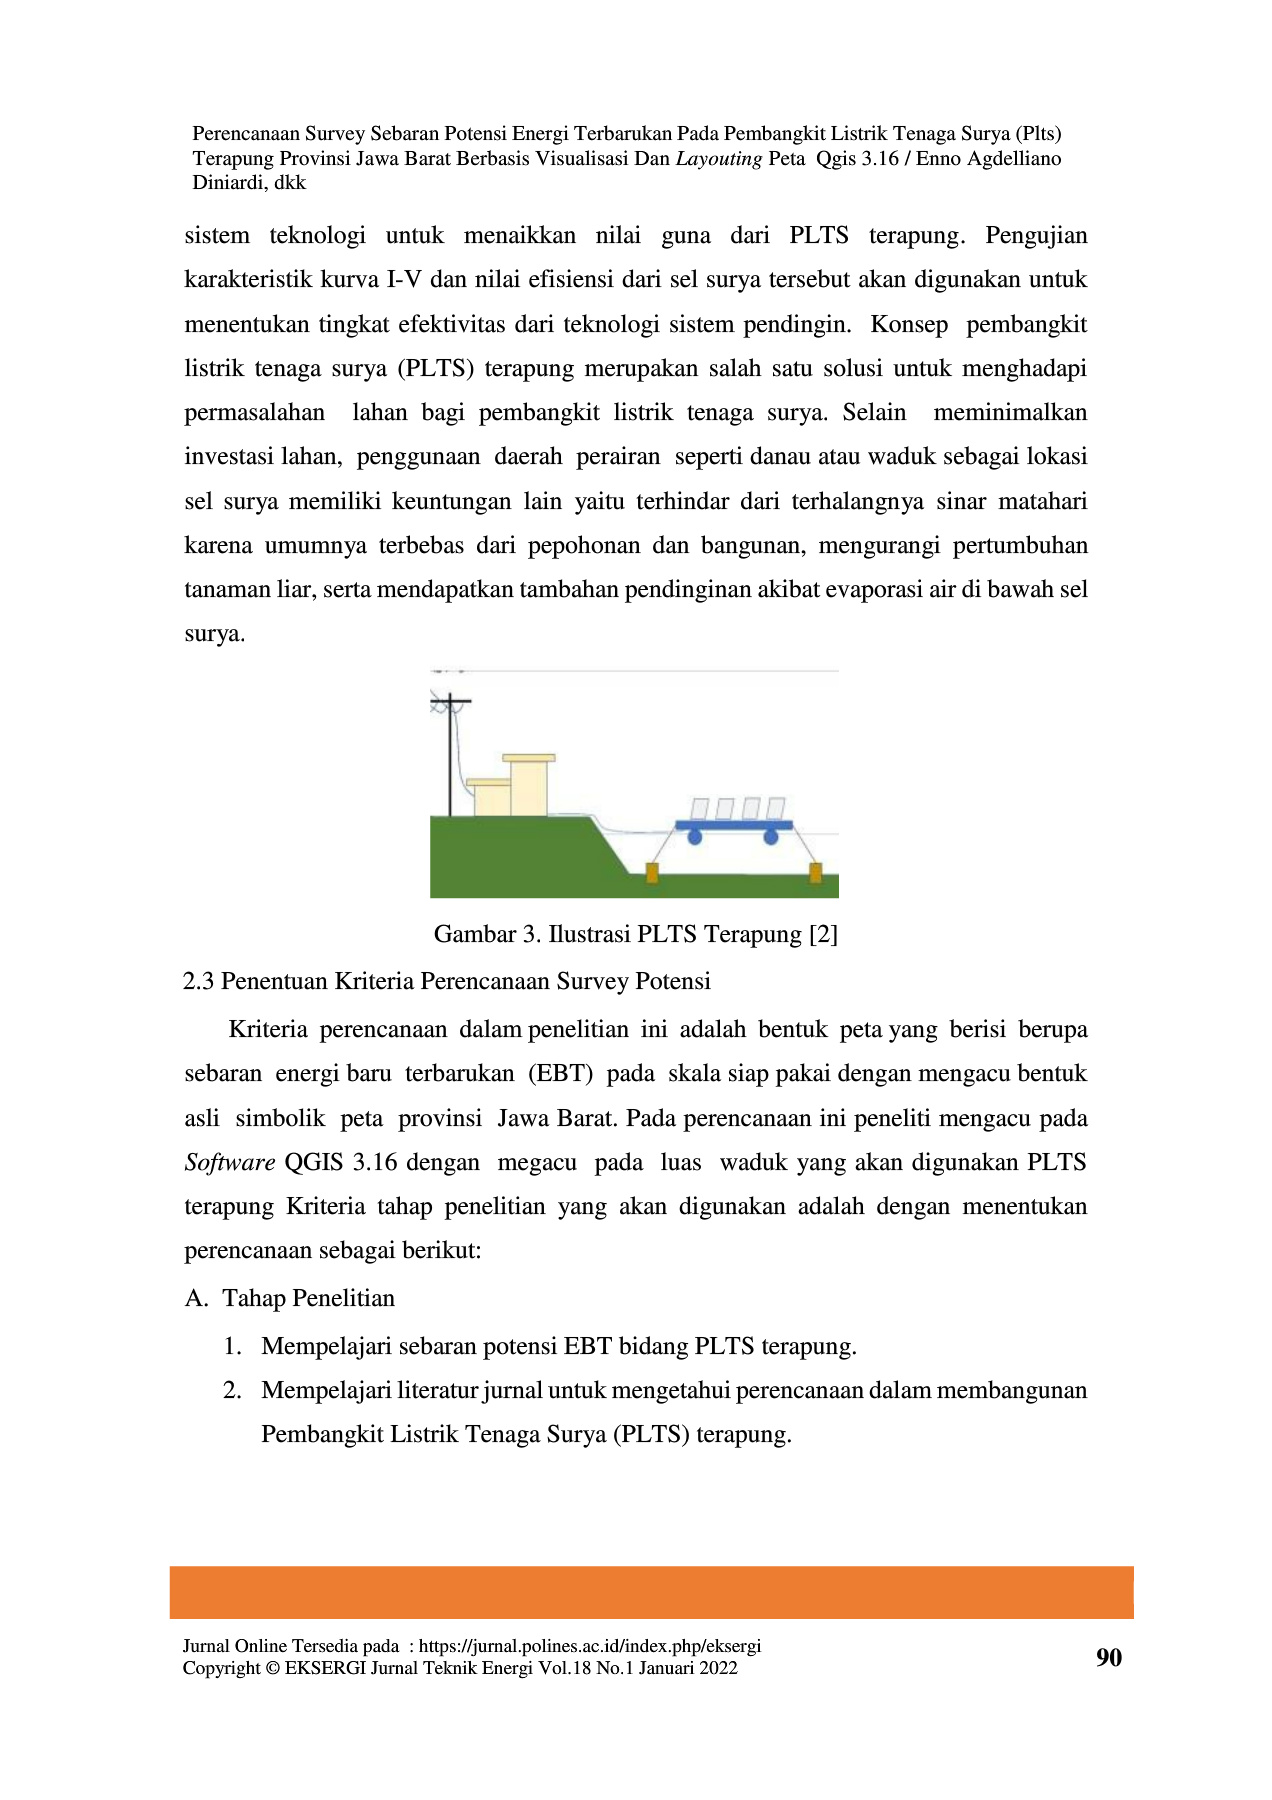 Perencanaan Survey Sebaran Potensi Energi Terbarukan Pada Pembangkit Listrik Tenaga Surya (Plts)
Terapung Provinsi Jawa Barat Berbasis Visualisasi Dan Layouting Peta Qgis 3.16 / Enno Agdelliano
Diniardi, dkk
sistem teknologi untuk menaikkan nilai guna dari PLTS terapung. Pengujian
karakteristik kurva I-V dan nilai efisiensi dari sel surya tersebut akan digunakan untuk
menentukan tingkat efektivitas dari teknologi sistem pendingin. Konsep pembangkit
listrik tenaga surya (PLTS) terapung merupakan salah satu solusi untuk menghadapi
permasalahan lahan bagi pembangkit listrik tenaga surya. Selain meminimalkan
investasi lahan, penggunaan daerah perairan seperti danau atau waduk sebagai lokasi
sel surya memiliki keuntungan lain yaitu terhindar dari terhalangnya sinar matahari
karena umumnya terbebas dari pepohonan dan bangunan, mengurangi pertumbuhan
tanaman liar, serta mendapatkan tambahan pendinginan akibat evaporasi air di bawah sel
surya.
Gambar 3. Ilustrasi PLTS Terapung [2]
2.3 Penentuan Kriteria Perencanaan Survey Potensi
Kriteria perencanaan dalam penelitian ini adalah bentuk peta yang berisi berupa
sebaran energi baru terbarukan (EBT) pada skala siap pakai dengan mengacu bentuk
asli simbolik peta provinsi Jawa Barat. Pada perencanaan ini peneliti mengacu pada
Software QGIS 3.16 dengan megacu pada luas waduk yang akan digunakan PLTS
terapung Kriteria tahap penelitian yang akan digunakan adalah dengan menentukan
perencanaan sebagai berikut:
A. Tahap Penelitian
1. Mempelajari sebaran potensi EBT bidang PLTS terapung.
2. Mempelajari literatur jurnal untuk mengetahui perencanaan dalam membangunan
Pembangkit Listrik Tenaga Surya (PLTS) terapung.
Jurnal Online Tersedia pada : https://jurnal.polines.ac.id/index.php/eksergi
Copyright © EKSERGI Jurnal Teknik Energi Vol.18 No.1 Januari 2022
90